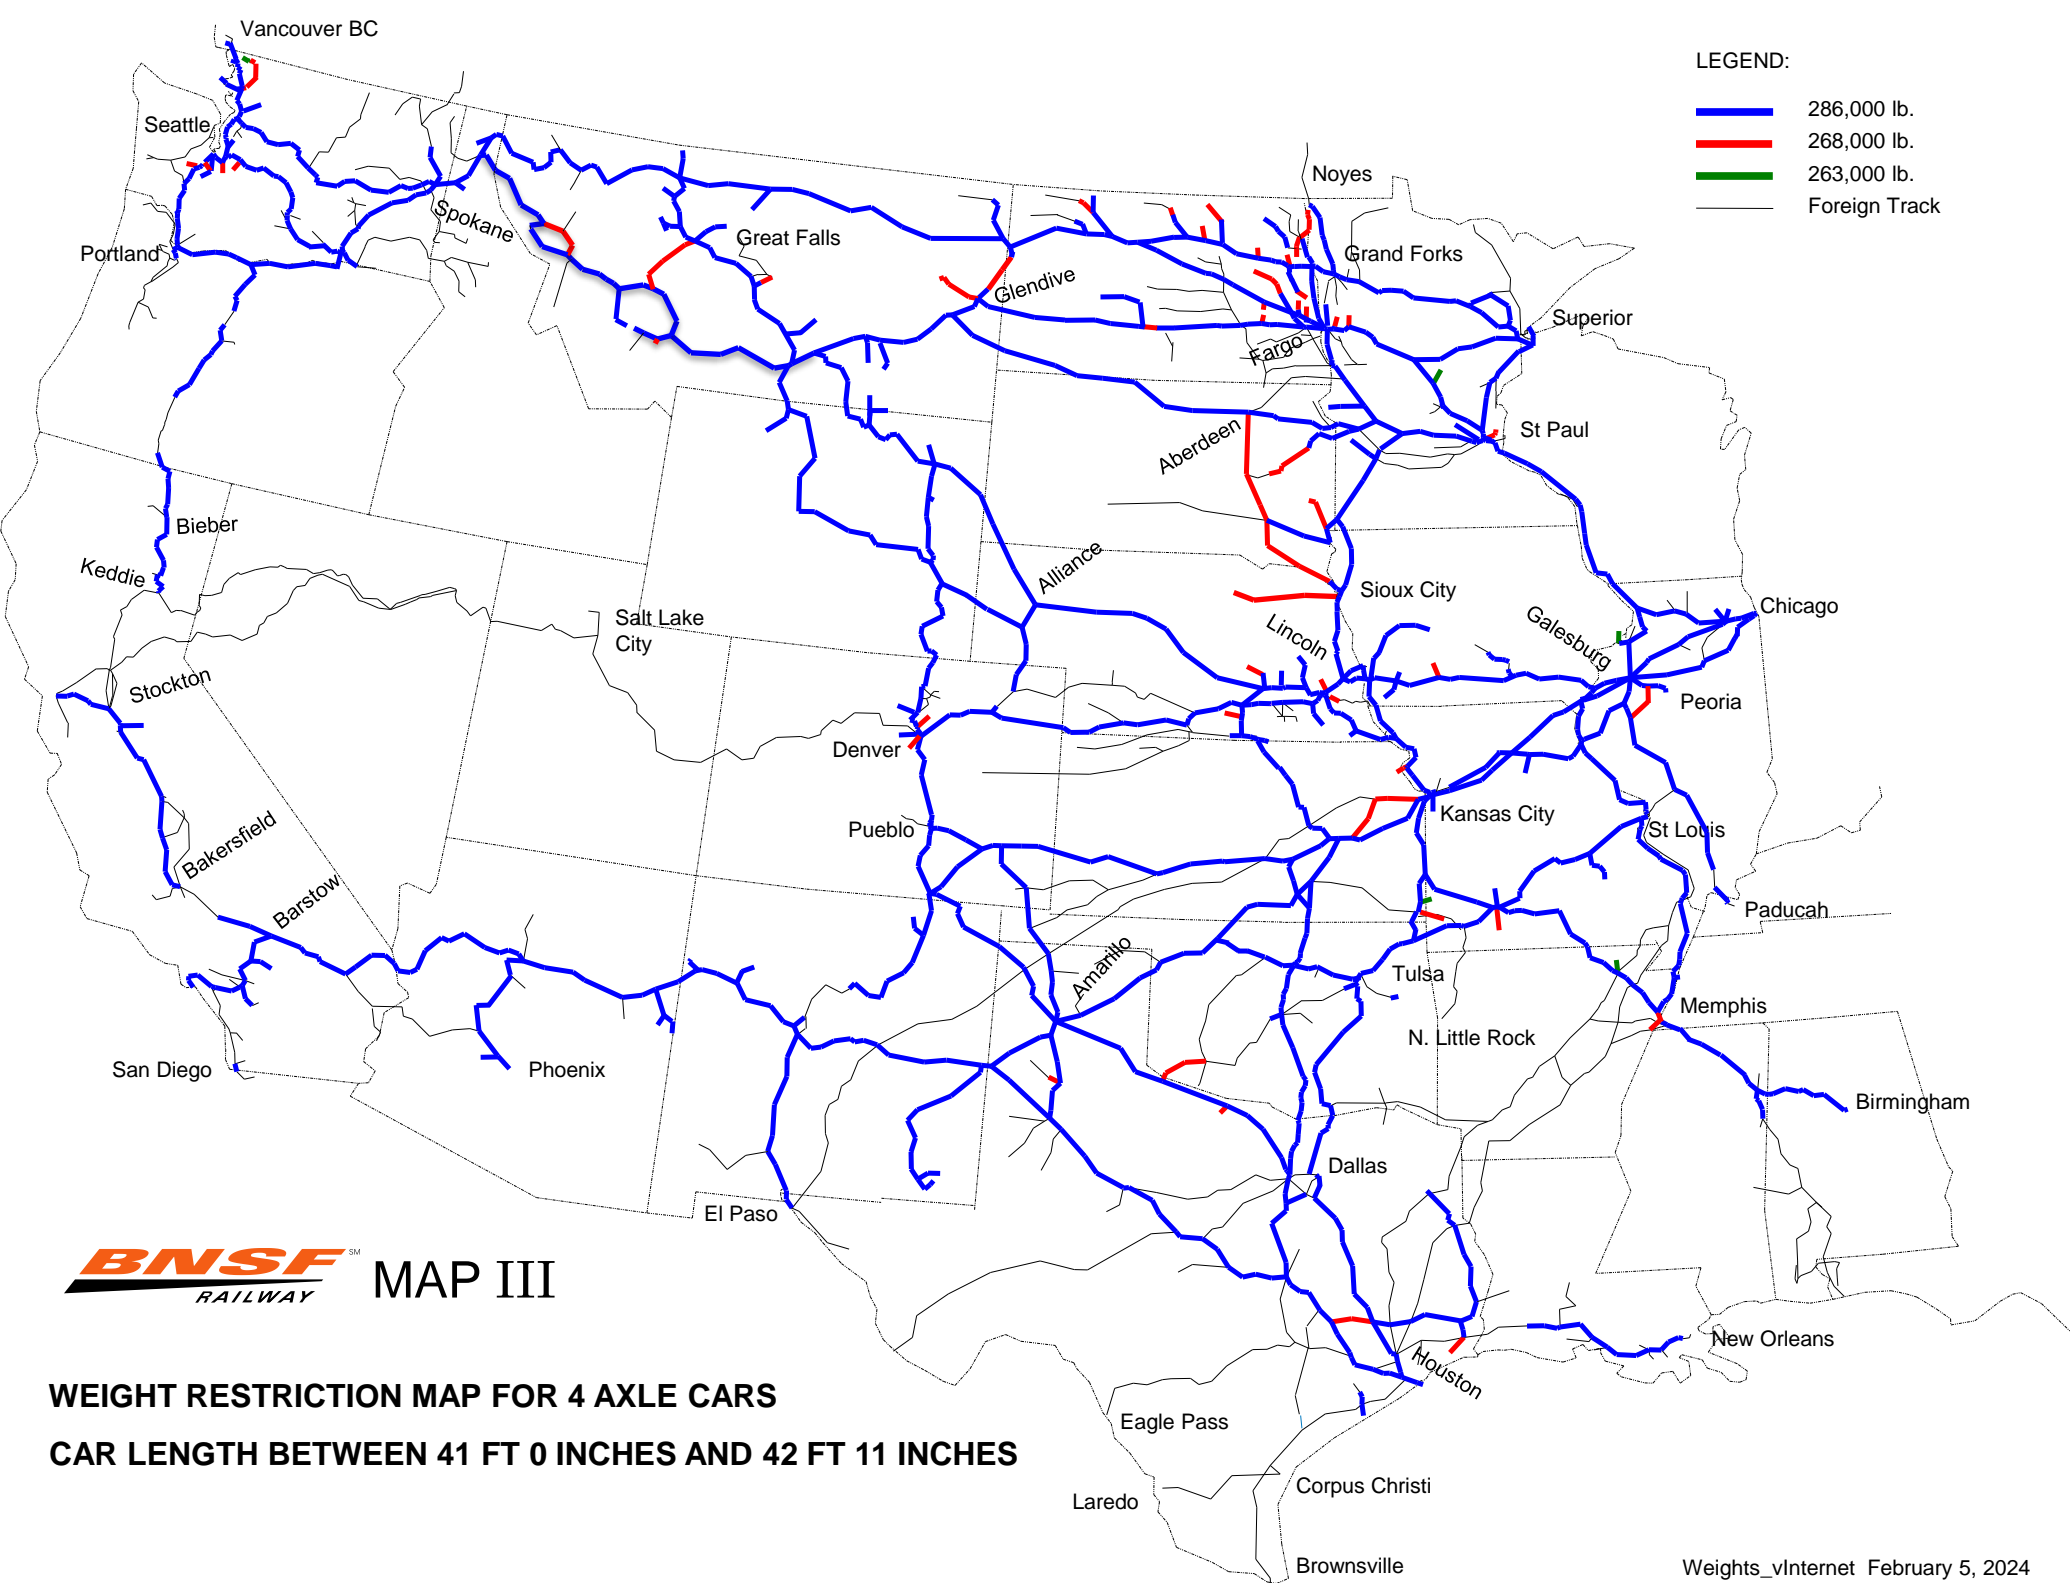 Vancouver BC
LEGEND:
286,000 lb.
268,000 lb.
263,000 lb.
Foreign Track
Seattle
Noyes
Spokane
Portland
Great Falls
Grand Forks
Glendive
Superior
Fargo
Aberdeen
St Paul
Bieber
Keddie
Alliance
Sioux City
Salt Lake
City
Lincoln
Galesburg
Chicago
Stockton
Peoria
Denver
Kansas City
Pueblo
St Louis
Bakersfield
Barstow
Paducah
Amarillo
Tulsa
Memphis
N. Little Rock
San Diego
Phoenix
Birmingham
Dallas
El Paso
BNSF SM
RAILWAY
MAP III
New Orleans
Houston
WEIGHT RESTRICTION MAP FOR 4 AXLE CARS
Eagle Pass
CAR LENGTH BETWEEN 41 FT 0 INCHES AND 42 FT 11 INCHES
Corpus Christi
Laredo
Brownsville
Weights_vInternet February 5, 2024